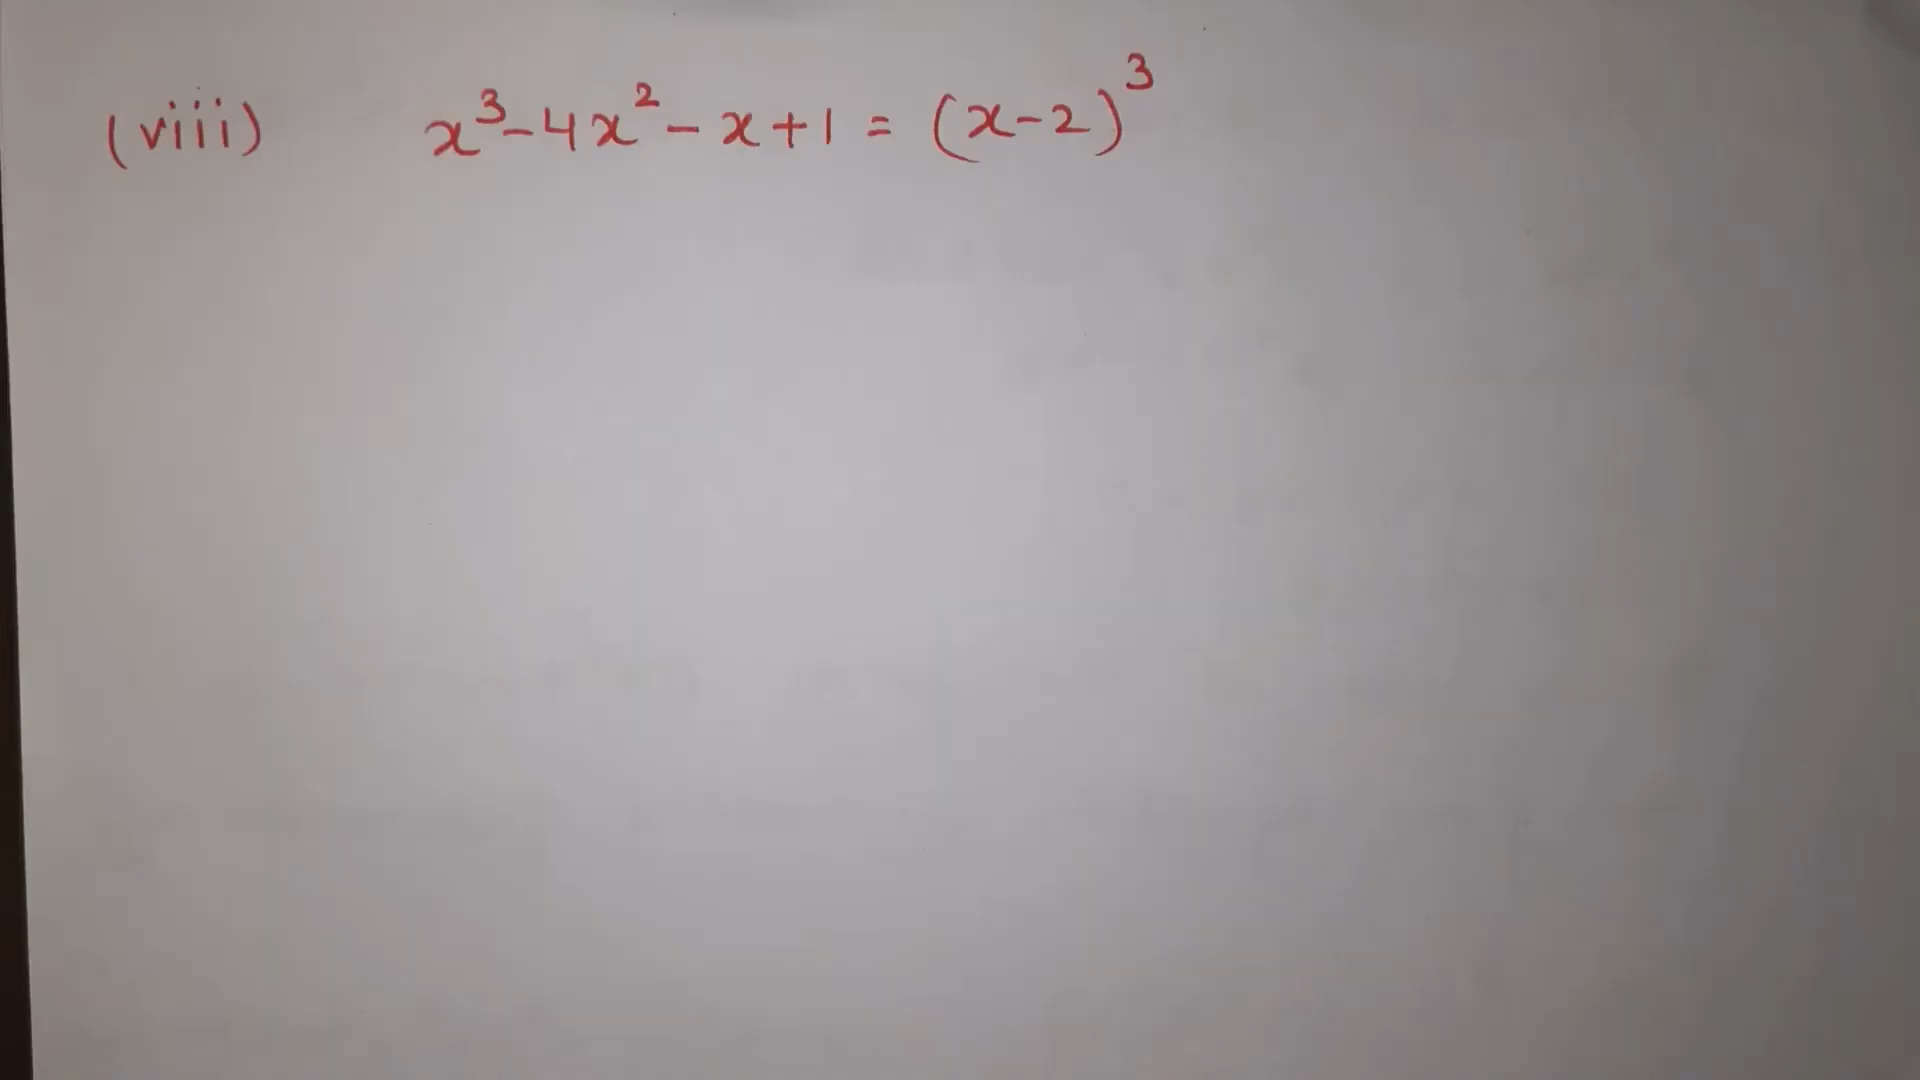 (viii) x³-4x²-x+1 = (x-2)³